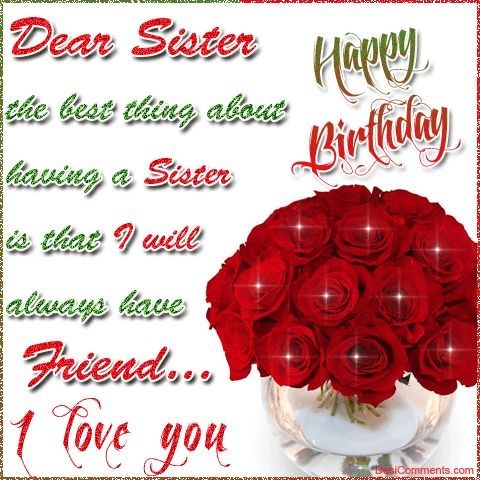 Dear Sister
the best thing about
having a Sister
is that I will
always have
Friend...
I love you
Happy
Birthday
DesiComments.com